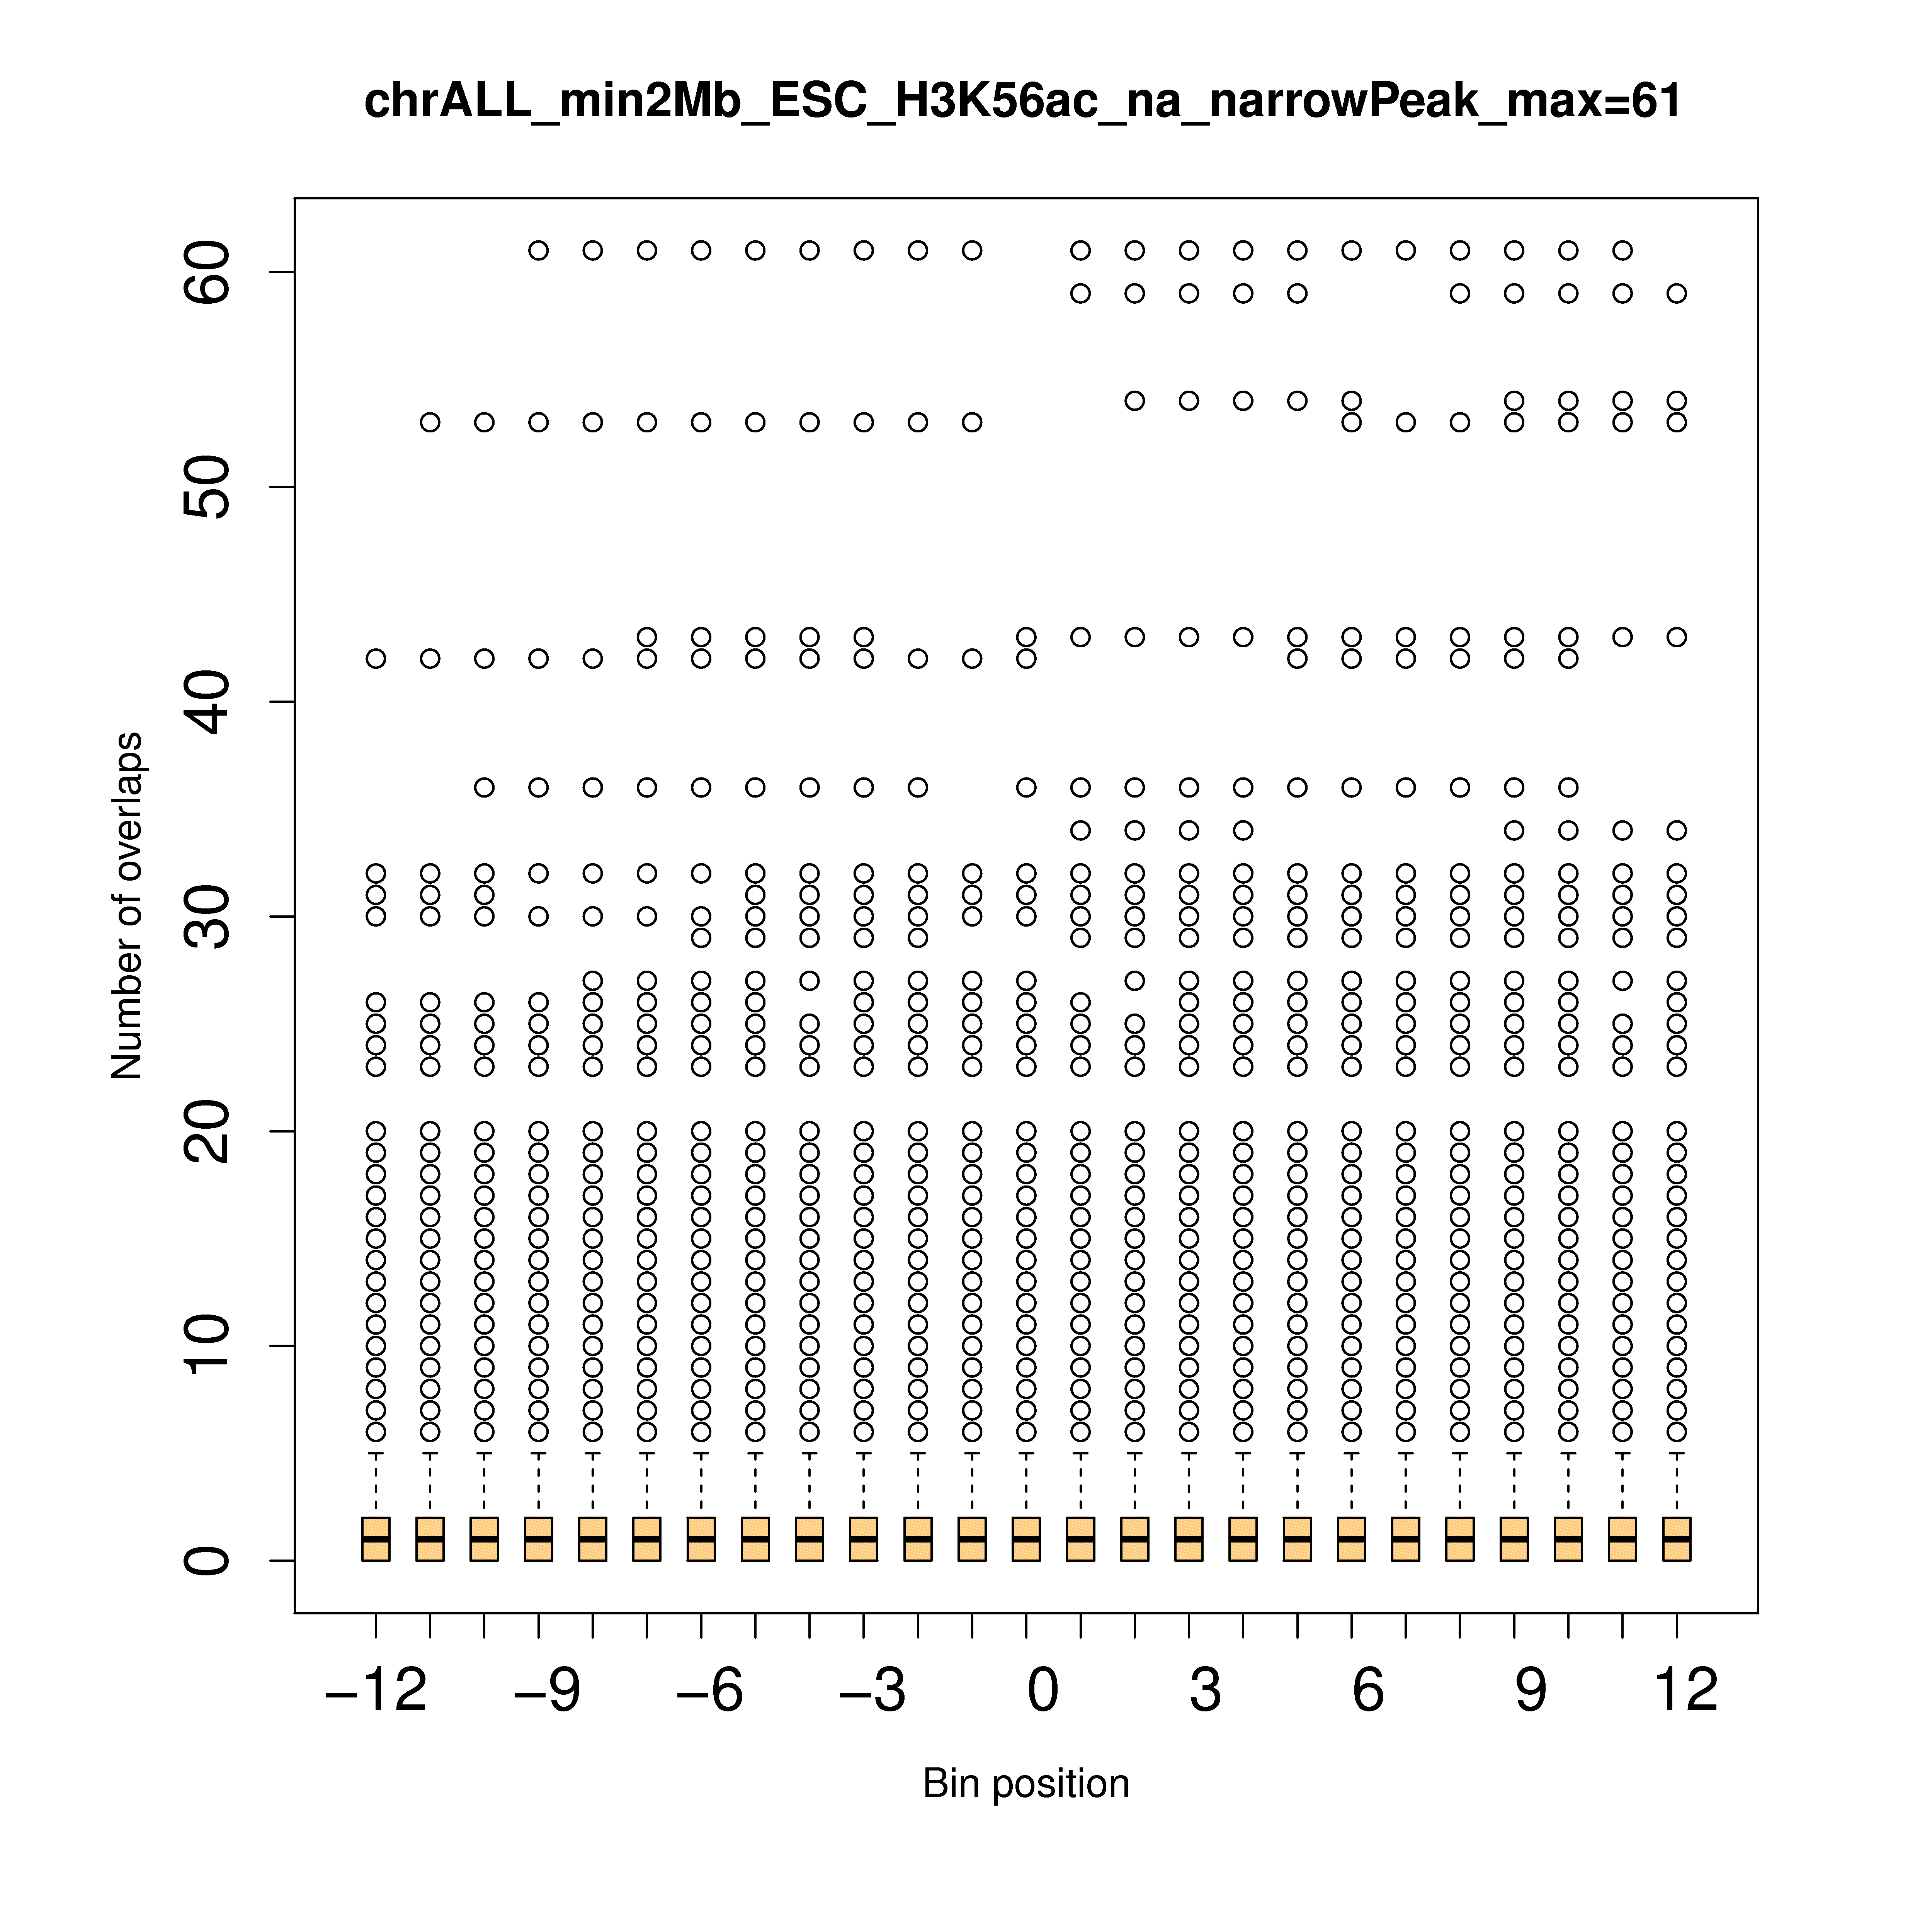 chrALL_min2Mb_ESC_H3K56ac_na_narrowPeak_max=61
60
50
40
30
20
10
0
Number of overlaps
−12 −9 −6 −3 0 3 6 9 12
Bin position